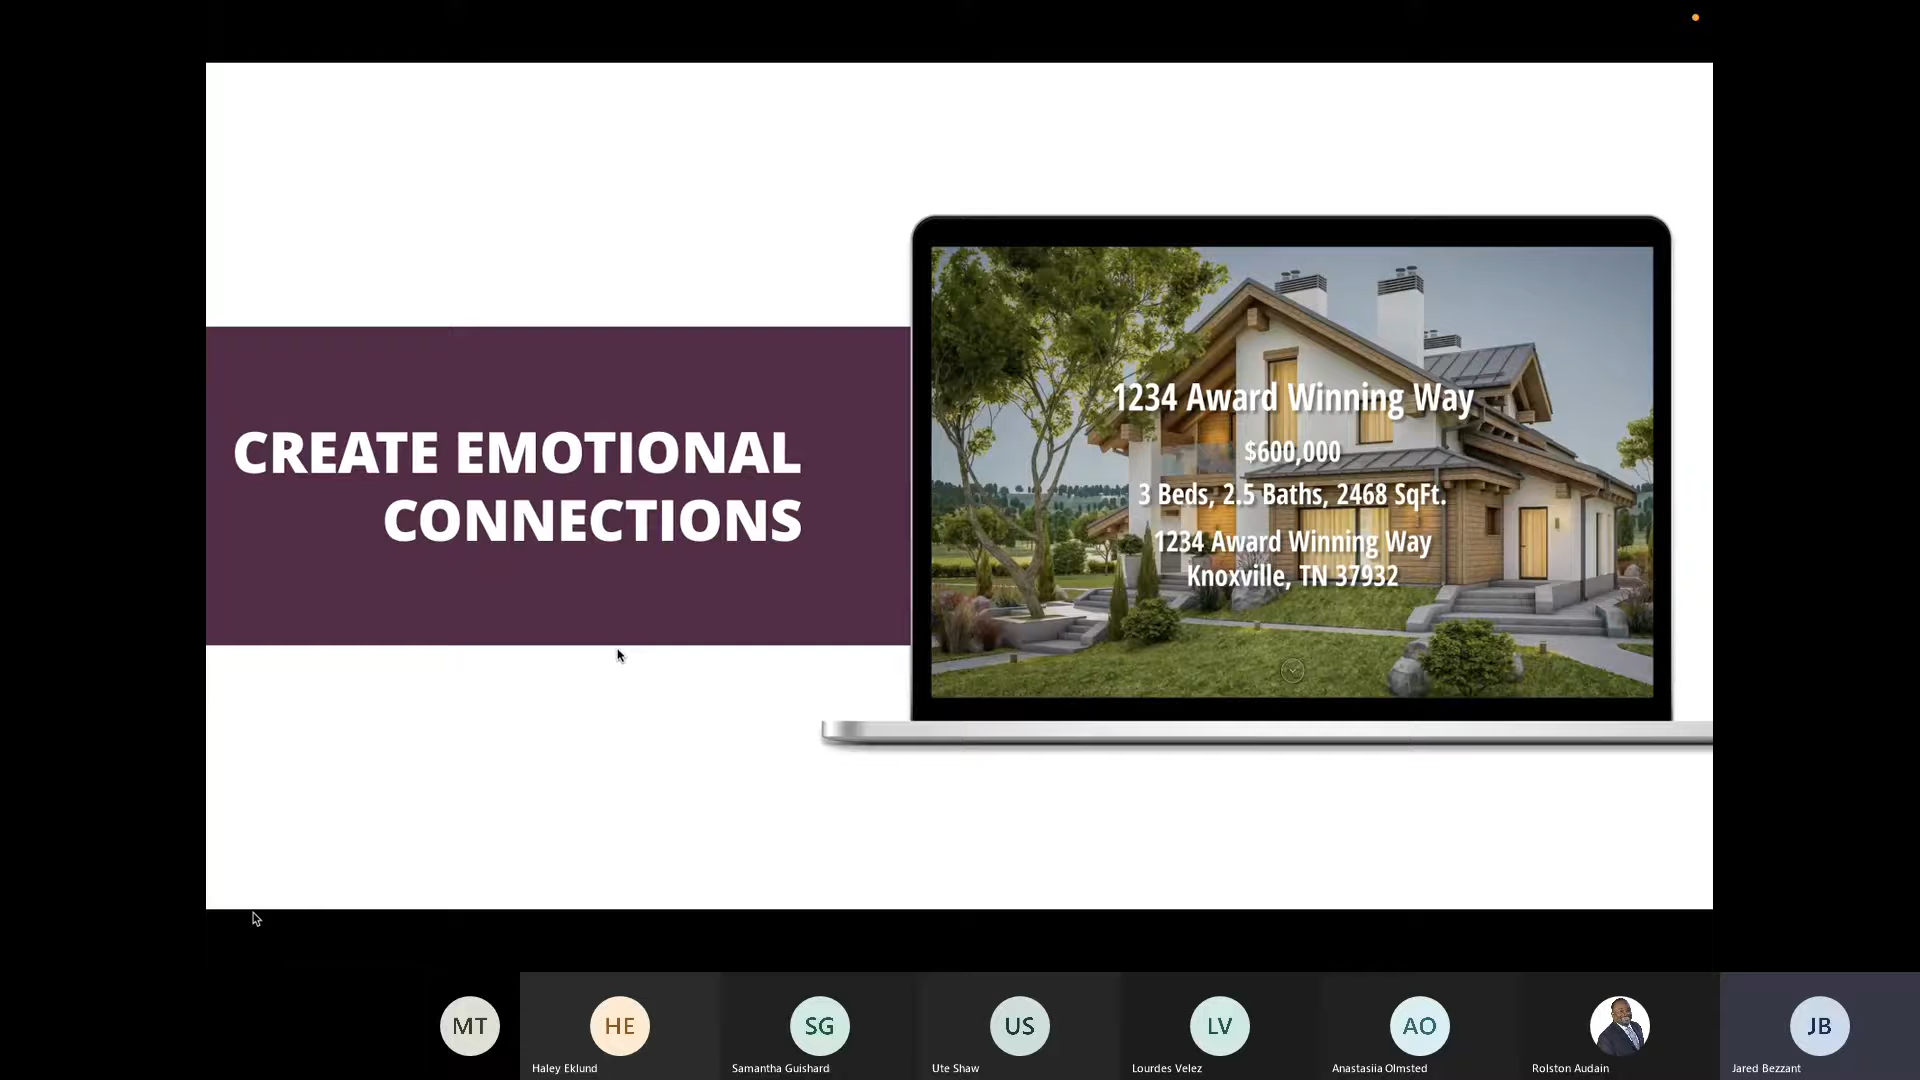 CREATE EMOTIONAL
CONNECTIONS
1234 Award Winning Way
$600,000
3 Beds, 2.5 Baths, 2468 SqFt.
1234 Award Winning Way
Knoxville, TN 37932
MT
HE
Haley Eklund
SG
Samantha Guishard
US
Ute Shaw
LV
Lourdes Velez
AO
Anastasiia Olmsted
Rolston Audain
JB
Jared Bezzant